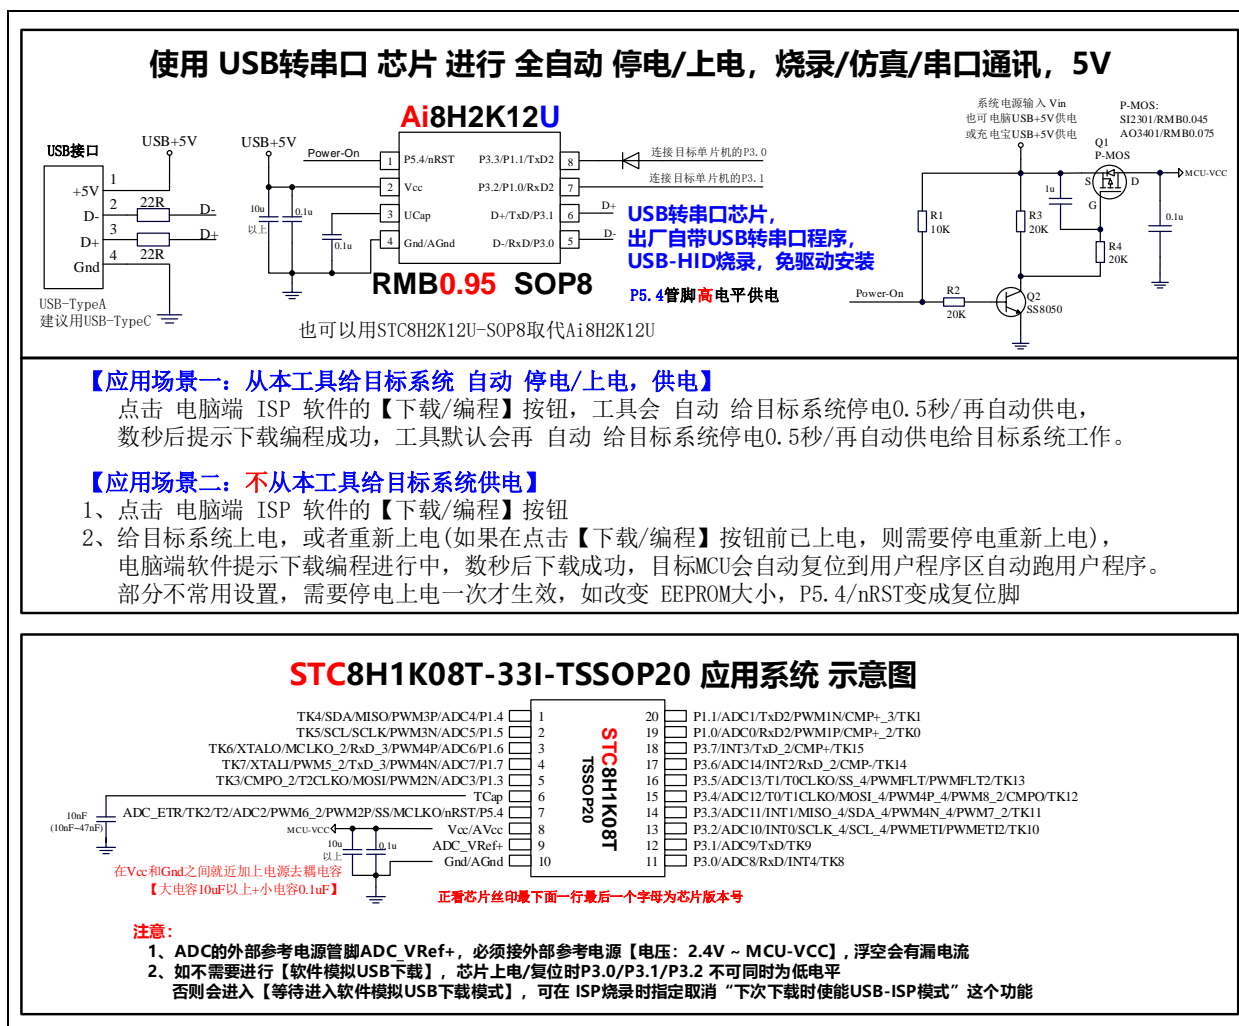 使用 USB转串口 芯片 进行 全自动 停电/上电，烧录/仿真/串口通讯，5V
Ai8H2K12U
系统电源输入 Vin
也可电脑USB+5V供电
或充电宝USB+5V供电
P-MOS:
SI2301/RMB0.045
AO3401/RMB0.075
Q1
P-MOS
S
D
G
MCU-VCC
1u
0.1u
R1
10K
R3
20K
R4
20K
Power-On
R2
20K
Q2
SS8050
USB接口
USB+5V
+5V
1
D-
2
22R
D-
D+
3
22R
D+
Gnd
4
USB-TypeA
建议用USB-TypeC
USB+5V
10u
以上
0.1u
0.1u
Power-On
1
P5.4/nRST
2
Vcc
3
UCap
4
Gnd/AGnd
P3.3/P1.1/TxD2
8
连接目标单片机的P3.0
P3.2/P1.0/RxD2
7
连接目标单片机的P3.1
D+/TxD/P3.1
6
D+
D-/RxD/P3.0
5
D-
RMB0.95 SOP8
USB转串口芯片，
出厂自带USB转串口程序，
USB-HID烧录，免驱动安装
P5.4管脚高电平供电
也可以用STC8H2K12U-SOP8取代Ai8H2K12U
【应用场景一：从本工具给目标系统 自动 停电/上电，供电】
点击 电脑端 ISP 软件的【下载/编程】按钮，工具会 自动 给目标系统停电0.5秒/再自动供电，
数秒后提示下载编程成功，工具默认会再 自动 给目标系统停电0.5秒/再自动供电给目标系统工作。
【应用场景二：不从本工具给目标系统供电】
1、点击 电脑端 ISP 软件的【下载/编程】按钮
2、给目标系统上电，或者重新上电(如果在点击【下载/编程】按钮前已上电，则需要停电重新上电)，
电脑端软件提示下载编程进行中，数秒后下载成功，目标MCU会自动复位到用户程序区自动跑用户程序。
部分不常用设置，需要停电上电一次才生效，如改变 EEPROM大小，P5.4/nRST变成复位脚
STC8H1K08T-33I-TSSOP20 应用系统 示意图
TK4/SDA/MISO/PWM3P/ADC4/P1.4 1
TK5/SCL/SCLK/PWM3N/ADC5/P1.5 2
TK6/XTALO/MCLKO_2/RxD_3/PWM4P/ADC6/P1.6 3
TK7/XTALI/PWM5_2/TxD_3/PWM4N/ADC7/P1.7 4
TK3/CMPO_2/T2CLKO/MOSI/PWM2N/ADC3/P1.3 5
TCap 6
ADC_ETR/TK2/T2/ADC2/PWM6_2/PWM2P/SS/MCLKO/nRST/P5.4 7
Vcc/AVcc 8
ADC_VRef+ 9
Gnd/AGnd 10
STC8H1K08T
TSSOP20
20 P1.1/ADC1/TxD2/PWM1N/CMP+_3/TK1
19 P1.0/ADC0/RxD2/PWM1P/CMP+_2/TK0
18 P3.7/INT3/TxD_2/CMP+/TK15
17 P3.6/ADC14/INT2/RxD_2/CMP-/TK14
16 P3.5/ADC13/T1/T0CLKO/SS_4/PWMFLT/PWMFLT2/TK13
15 P3.4/ADC12/T0/T1CLKO/MOSI_4/PWM4P_4/PWM8_2/CMPO/TK12
14 P3.3/ADC11/INT1/MISO_4/SDA_4/PWM4N_4/PWM7_2/TK11
13 P3.2/ADC10/INT0/SCLK_4/SCL_4/PWMETI/PWMETI2/TK10
12 P3.1/ADC9/TxD/TK9
11 P3.0/ADC8/RxD/INT4/TK8
10nF
(10nF~47nF)
MCU-VCC
10u
以上
0.1u
在Vcc和Gnd之间就近加上电源去耦电容
【大电容10uF以上+小电容0.1uF】
正看芯片丝印最下面一行最后一个字母为芯片版本号
注意：
1、ADC的外部参考电源管脚ADC_VRef+，必须接外部参考电源【电压：2.4V ~ MCU-VCC】, 浮空会有漏电流
2、如不需要进行【软件模拟USB下载】，芯片上电/复位时P3.0/P3.1/P3.2 不可同时为低电平
否则会进入【等待进入软件模拟USB下载模式】，可在 ISP烧录时指定取消“下次下载时使能USB-ISP模式”这个功能